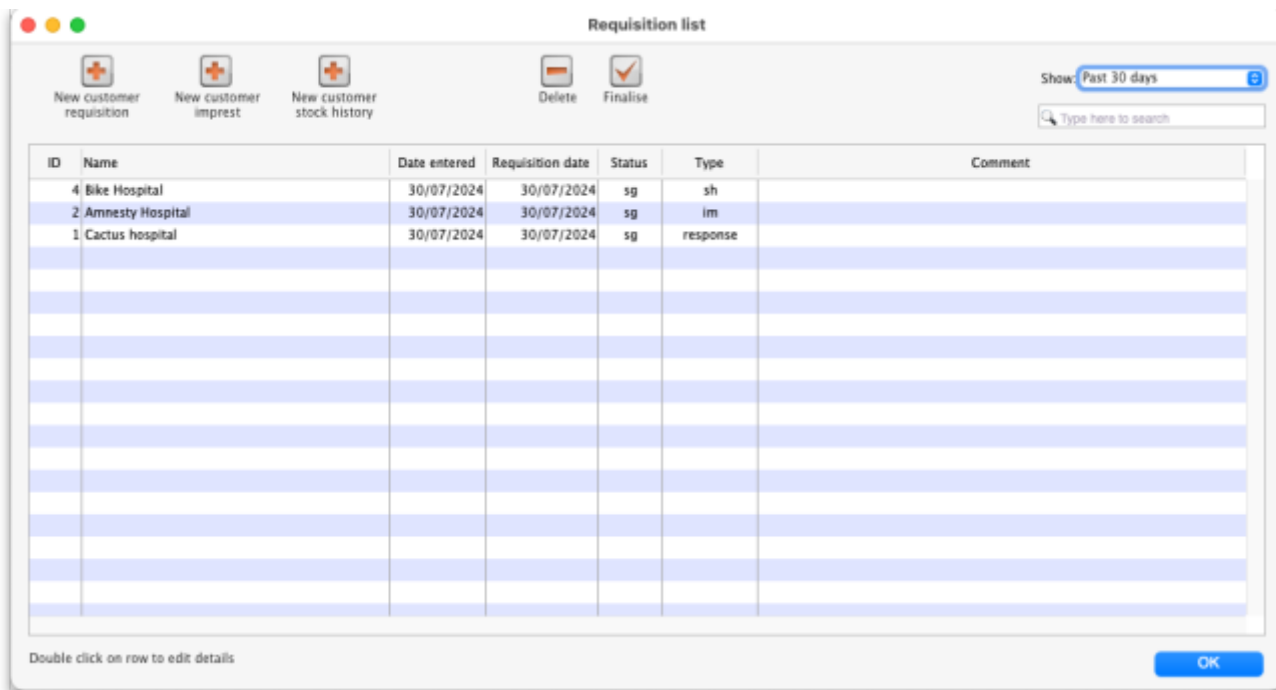 Requisition list
New customer requisition
New customer imprest
New customer stock history
Delete
Finalise
Show: Past 30 days
Type here to search
ID Name Date entered Requisition date Status Type Comment
4 Bike Hospital 30/07/2024 30/07/2024 sg sh
2 Amnesty Hospital 30/07/2024 30/07/2024 sg im
1 Cactus hospital 30/07/2024 30/07/2024 sg response
Double click on row to edit details
OK